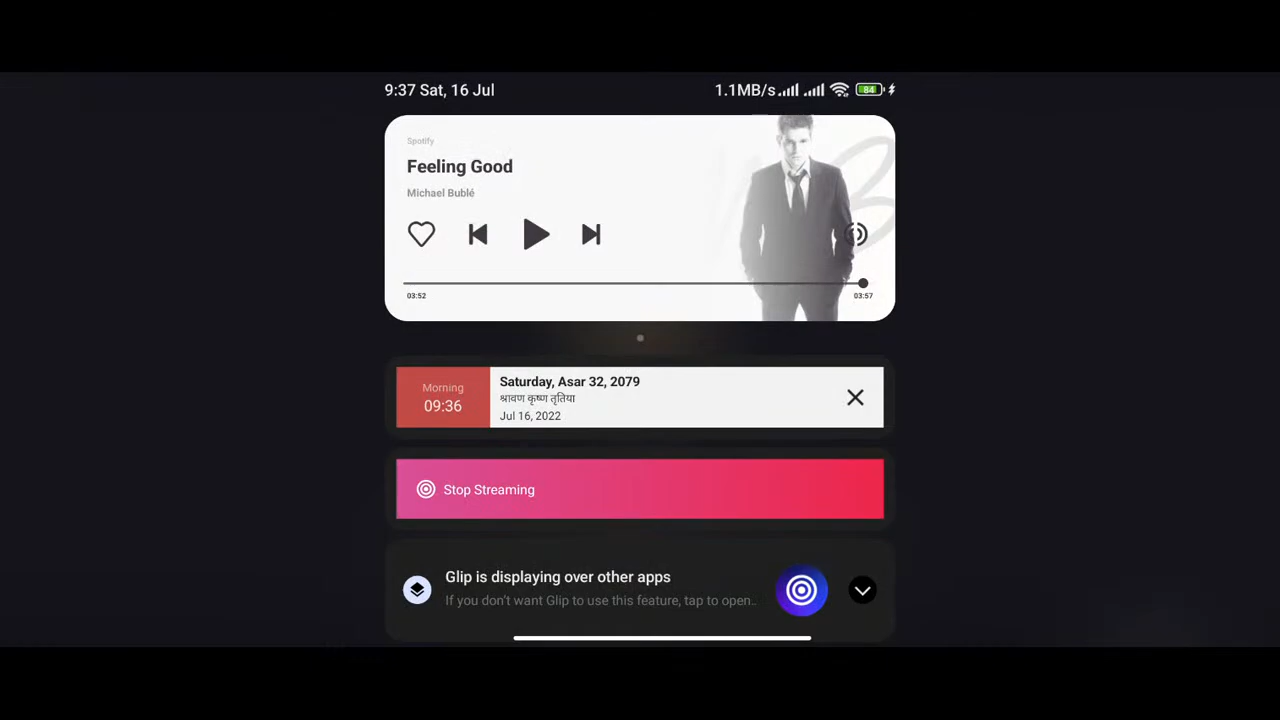 9:37 Sat, 16 Jul
1.1MB/s
84
Spotify
Feeling Good
Michael Bublé
03:52
03:57
Morning
09:36
Saturday, Asar 32, 2079
श्रावण कृष्ण तृतिया
Jul 16, 2022
Stop Streaming
Glip is displaying over other apps
If you don't want Glip to use this feature, tap to open..